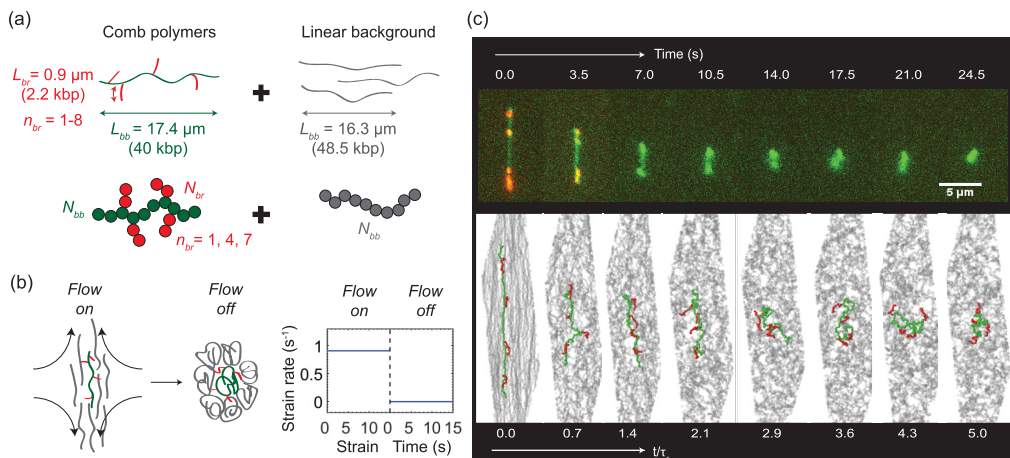 (a)
Comb polymers
Linear background
L_br = 0.9 µm
(2.2 kbp)
n_br = 1-8
+
L_bb = 17.4 µm
(40 kbp)
L_bb = 16.3 µm
(48.5 kbp)
N_bb
N_br
n_br = 1, 4, 7
+
N_bb
(b)
Flow on
Flow off
Flow on
Flow off
Strain rate (s⁻¹)
1
0.5
0
0 5 10 0 5 10 15
Strain Time (s)
(c)
Time (s)
0.0 3.5 7.0 10.5 14.0 17.5 21.0 24.5
5 µm
0.0 0.7 1.4 2.1 2.9 3.6 4.3 5.0